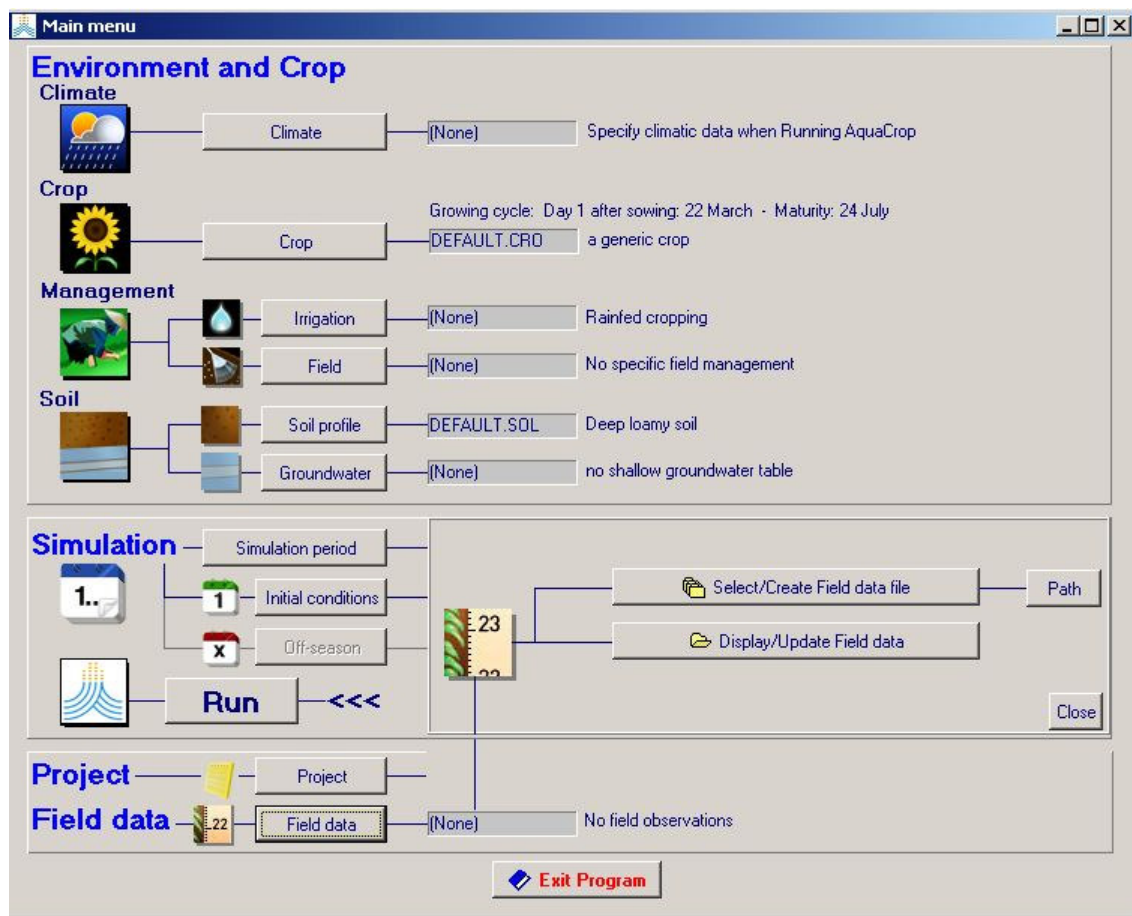 Main menu
Environment and Crop
Climate
Climate (None) Specify climatic data when Running AquaCrop
Crop
Growing cycle: Day 1 after sowing: 22 March - Maturity: 24 July
Crop DEFAULT.CRO a generic crop
Management
Irrigation (None) Rainfed cropping
Field (None) No specific field management
Soil
Soil profile DEFAULT.SOL Deep loamy soil
Groundwater (None) no shallow groundwater table
Simulation Simulation period
1.. 1 Initial conditions
Select/Create Field data file Path
23
Display/Update Field data
x Off-season
Run <<<
Close
Project Project
Field data 22 Field data (None) No field observations
Exit Program